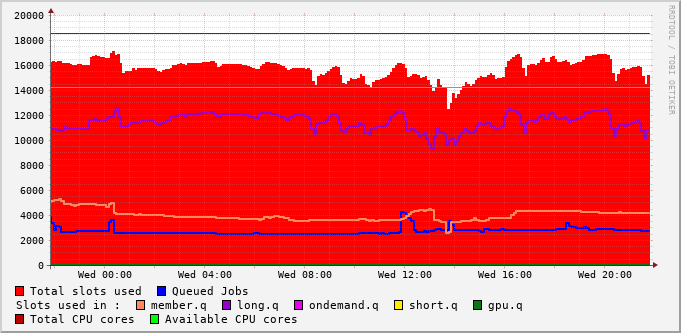 20000
18000
16000
14000
12000
10000
8000
6000
4000
2000
0
Wed 00:00 Wed 04:00 Wed 08:00 Wed 12:00 Wed 16:00 Wed 20:00
Total slots used Queued Jobs
Slots used in : member.q long.q ondemand.q short.q gpu.q
Total CPU cores Available CPU cores
RRDTOOL / TOBI OETIKER